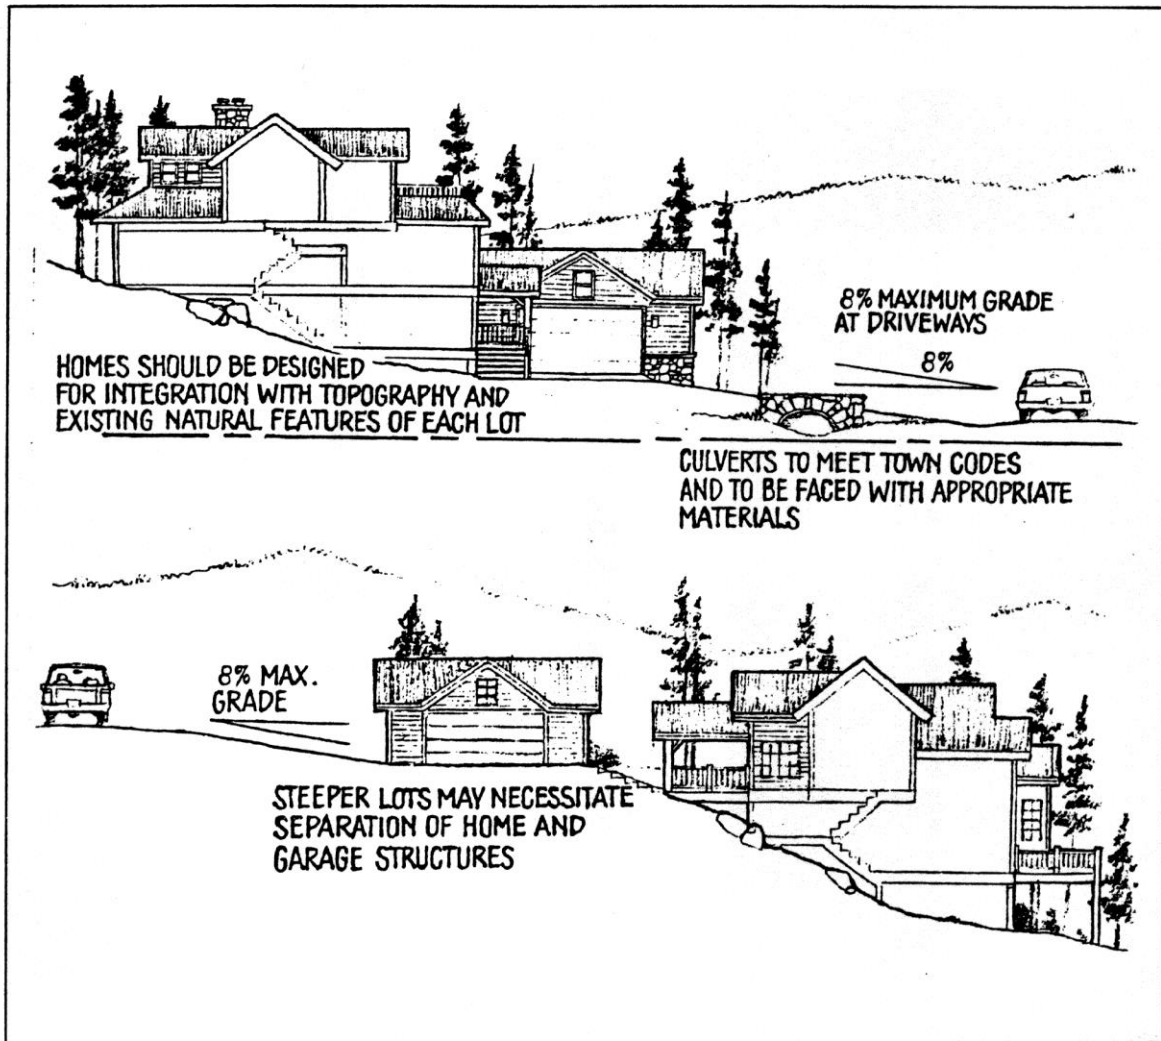 8% MAXIMUM GRADE
AT DRIVEWAYS
8%
HOMES SHOULD BE DESIGNED
FOR INTEGRATION WITH TOPOGRAPHY AND
EXISTING NATURAL FEATURES OF EACH LOT
CULVERTS TO MEET TOWN CODES
AND TO BE FACED WITH APPROPRIATE
MATERIALS
8% MAX.
GRADE
STEEPER LOTS MAY NECESSITATE
SEPARATION OF HOME AND
GARAGE STRUCTURES